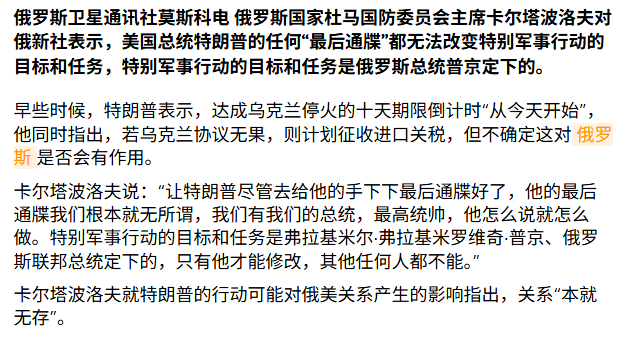 俄罗斯卫星通讯社莫斯科电 俄罗斯国家杜马国防委员会主席卡尔塔波洛夫对
俄新社表示，美国总统特朗普的任何“最后通牒”都无法改变特别军事行动的
目标和任务，特别军事行动的目标和任务是俄罗斯总统普京定下的。
早些时候，特朗普表示，达成乌克兰停火的十天期限倒计时“从今天开始”，
他同时指出，若乌克兰协议无果，则计划征收进口关税，但不确定这对 俄罗
斯 是否会有作用。
卡尔塔波洛夫说：“让特朗普尽管去给他的手下下最后通牒好了，他的最后
通牒我们根本就无所谓，我们有我们的总统，最高统帅，他怎么说就怎么
做。特别军事行动的目标和任务是弗拉基米尔·弗拉基米罗维奇·普京、俄罗
斯联邦总统定下的，只有他才能修改，其他任何人都不能。”
卡尔塔波洛夫就特朗普的行动可能对俄美关系产生的影响指出，关系“本就
无存”。